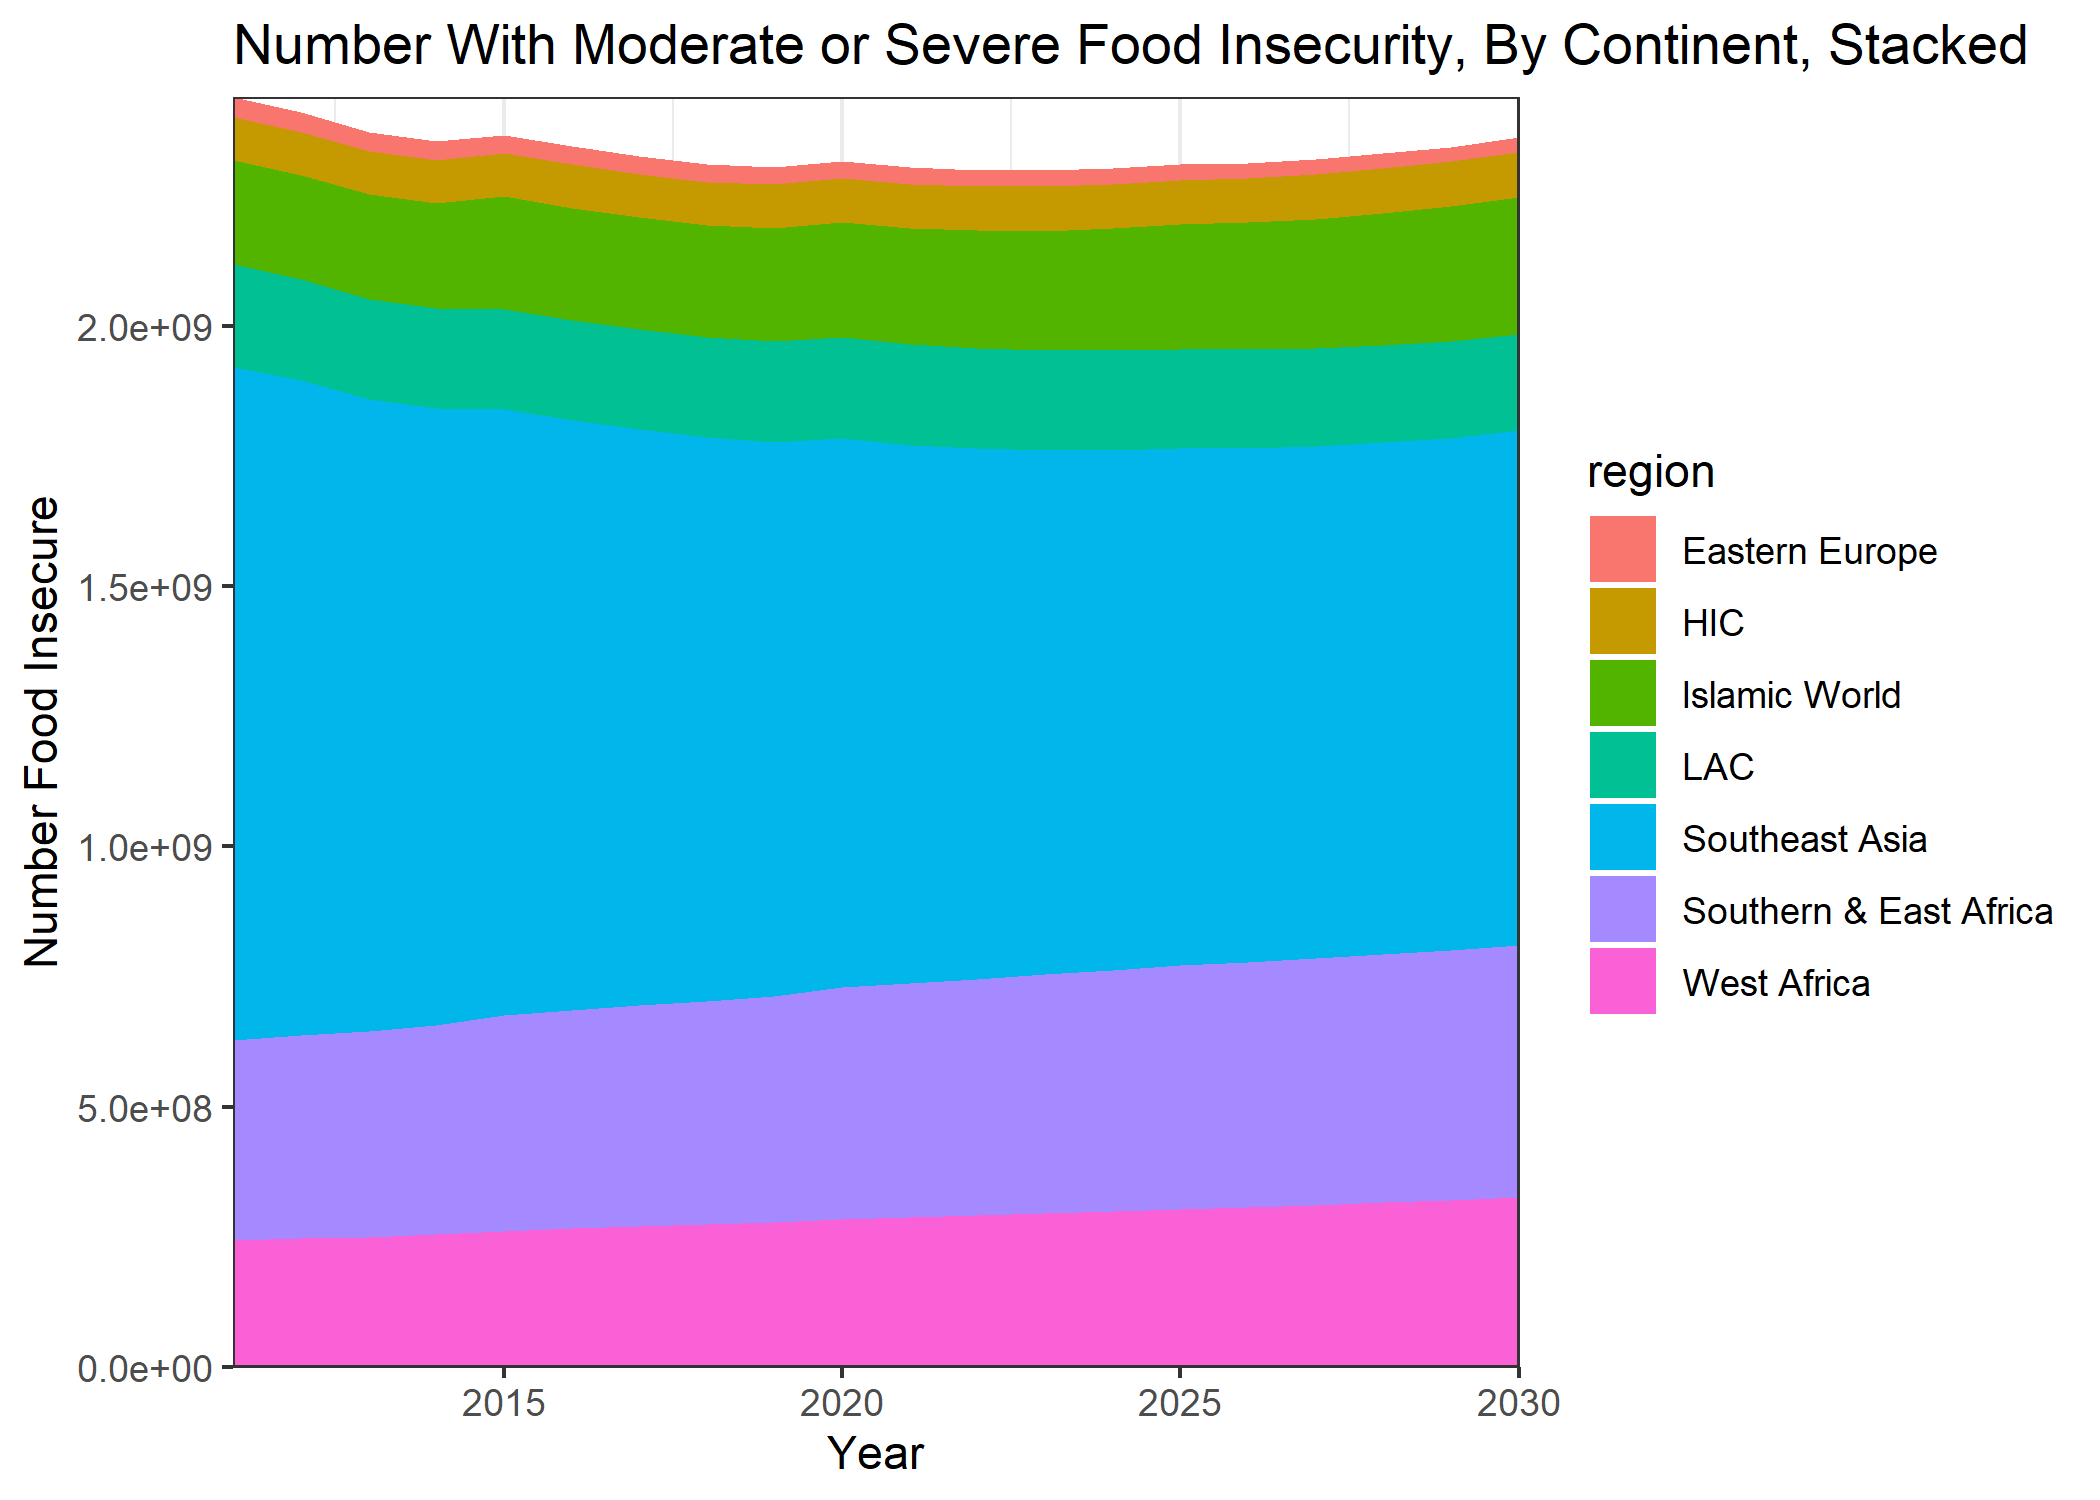 Number With Moderate or Severe Food Insecurity, By Continent, Stacked
Number Food Insecure
2.0e+09
1.5e+09
1.0e+09
5.0e+08
0.0e+00
2015
2020
2025
2030
Year
region
Eastern Europe
HIC
Islamic World
LAC
Southeast Asia
Southern & East Africa
West Africa